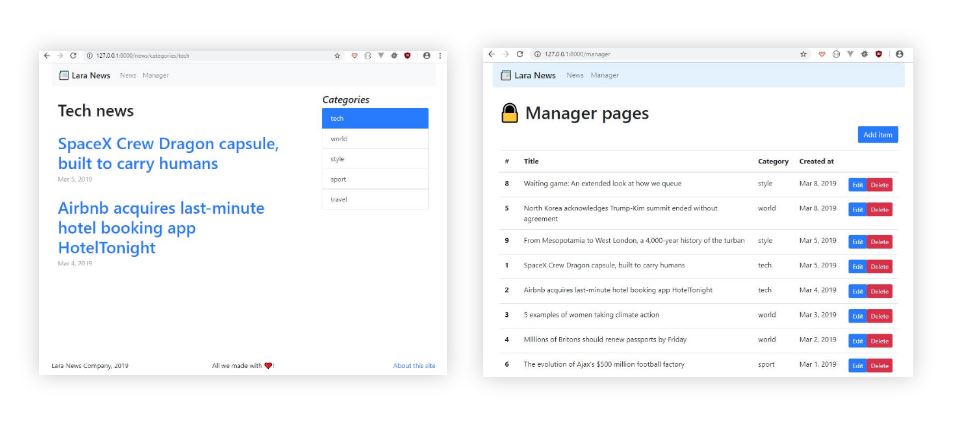 127.0.0.1:8000/news/categories/tech
Lara News News Manager
Tech news
SpaceX Crew Dragon capsule,
built to carry humans
Mar 5, 2019
Airbnb acquires last-minute
hotel booking app
HotelTonight
Mar 4, 2019
Categories
tech
world
style
sport
travel
Lara News Company, 2019 All we made with ❤! About this site
127.0.0.1:8000/manager
Lara News News Manager
Manager pages
Add item
# Title Category Created at
8 Waiting game: An extended look at how we queue style Mar 8, 2019 Edit Delete
5 North Korea acknowledges Trump-Kim summit ended without
agreement world Mar 8, 2019 Edit Delete
9 From Mesopotamia to West London, a 4,000-year history of the turban style Mar 5, 2019 Edit Delete
1 SpaceX Crew Dragon capsule, built to carry humans tech Mar 5, 2019 Edit Delete
2 Airbnb acquires last-minute hotel booking app HotelTonight tech Mar 4, 2019 Edit Delete
3 5 examples of women taking climate action world Mar 3, 2019 Edit Delete
4 Millions of Britons should renew passports by Friday world Mar 2, 2019 Edit Delete
6 The evolution of Ajax's $500 million football factory sport Mar 1, 2019 Edit Delete